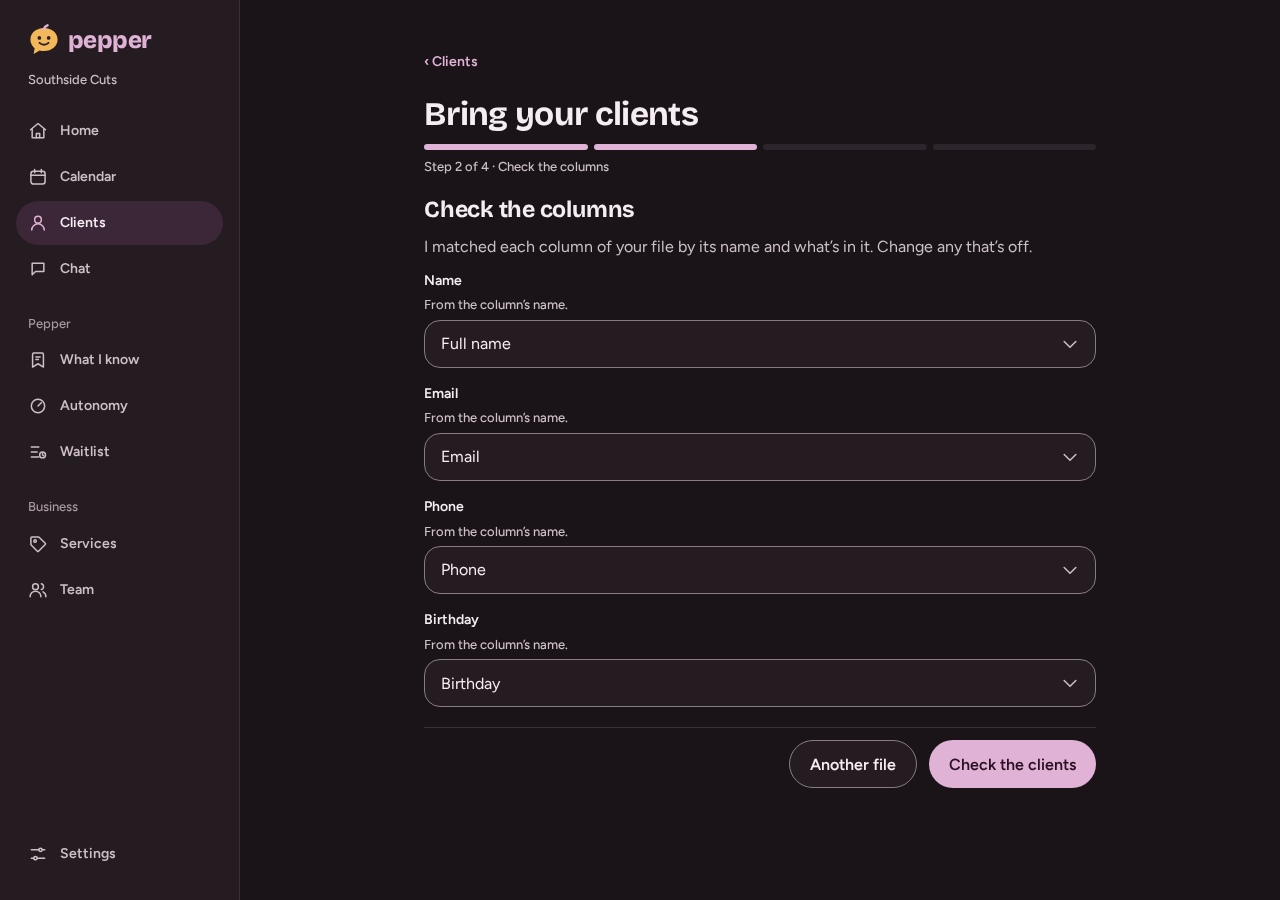 pepper
Southside Cuts
Home
Calendar
Clients
Chat
Pepper
What I know
Autonomy
Waitlist
Business
Services
Team
Settings
‹ Clients
Bring your clients
Step 2 of 4 · Check the columns
Check the columns
I matched each column of your file by its name and what’s in it. Change any that’s off.
Name
From the column’s name.
Full name
Email
From the column’s name.
Email
Phone
From the column’s name.
Phone
Birthday
From the column’s name.
Birthday
Another file
Check the clients